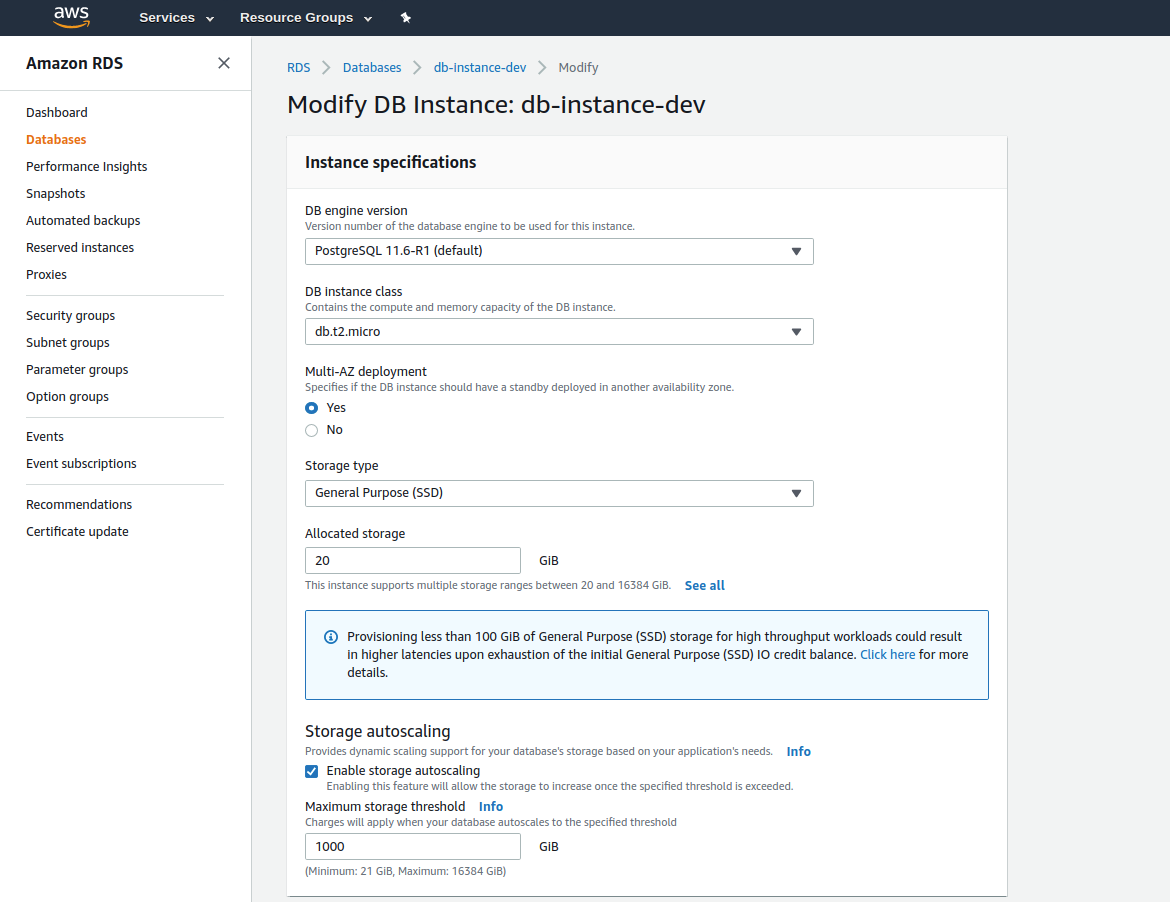 aws Services Resource Groups
Amazon RDS
Dashboard
Databases
Performance Insights
Snapshots
Automated backups
Reserved instances
Proxies
Security groups
Subnet groups
Parameter groups
Option groups
Events
Event subscriptions
Recommendations
Certificate update
RDS Databases db-instance-dev Modify
Modify DB Instance: db-instance-dev
Instance specifications
DB engine version
Version number of the database engine to be used for this instance.
PostgreSQL 11.6-R1 (default)
DB instance class
Contains the compute and memory capacity of the DB instance.
db.t2.micro
Multi-AZ deployment
Specifies if the DB instance should have a standby deployed in another availability zone.
Yes
No
Storage type
General Purpose (SSD)
Allocated storage
20 GiB
This instance supports multiple storage ranges between 20 and 16384 GiB. See all
Provisioning less than 100 GiB of General Purpose (SSD) storage for high throughput workloads could result
in higher latencies upon exhaustion of the initial General Purpose (SSD) IO credit balance. Click here for more
details.
Storage autoscaling
Provides dynamic scaling support for your database's storage based on your application's needs. Info
Enable storage autoscaling
Enabling this feature will allow the storage to increase once the specified threshold is exceeded.
Maximum storage threshold Info
Charges will apply when your database autoscales to the specified threshold
1000 GiB
(Minimum: 21 GiB, Maximum: 16384 GiB)